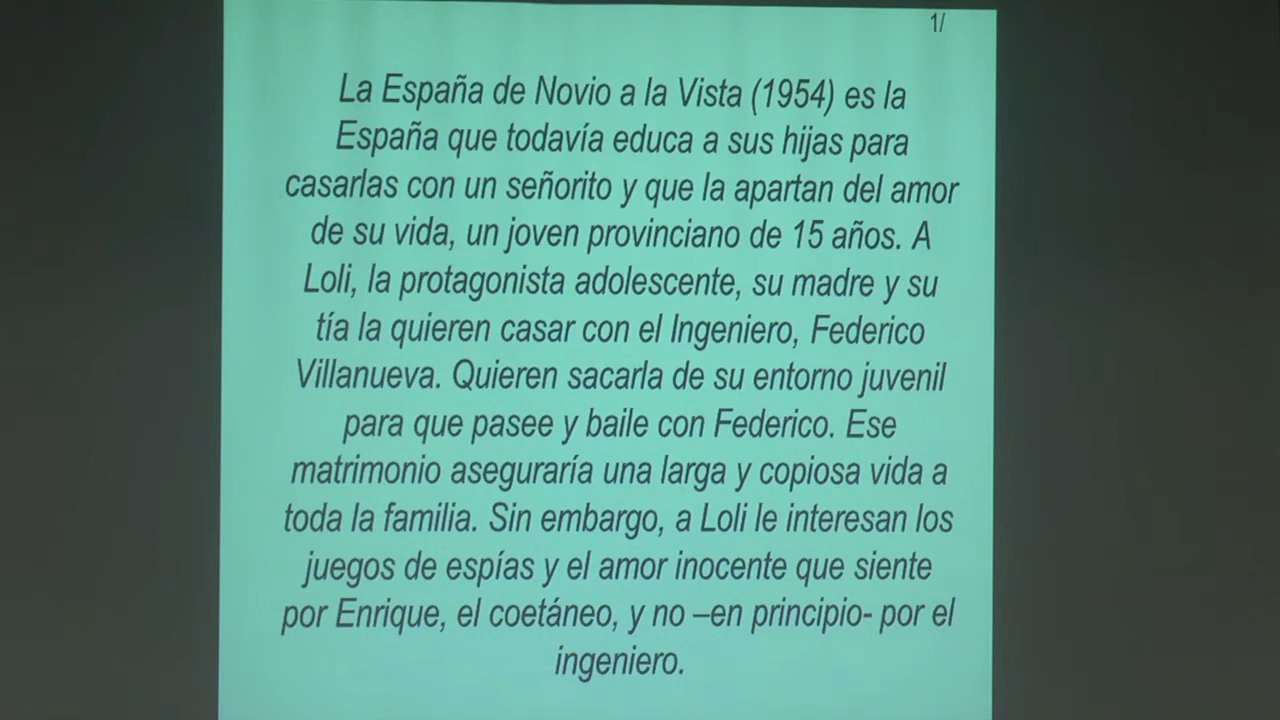 1/
La España de Novio a la Vista (1954) es la
España que todavía educa a sus hijas para
casarlas con un señorito y que la apartan del amor
de su vida, un joven provinciano de 15 años. A
Loli, la protagonista adolescente, su madre y su
tía la quieren casar con el Ingeniero, Federico
Villanueva. Quieren sacarla de su entorno juvenil
para que pasee y baile con Federico. Ese
matrimonio aseguraría una larga y copiosa vida a
toda la familia. Sin embargo, a Loli le interesan los
juegos de espías y el amor inocente que siente
por Enrique, el coetáneo, y no –en principio- por el
ingeniero.